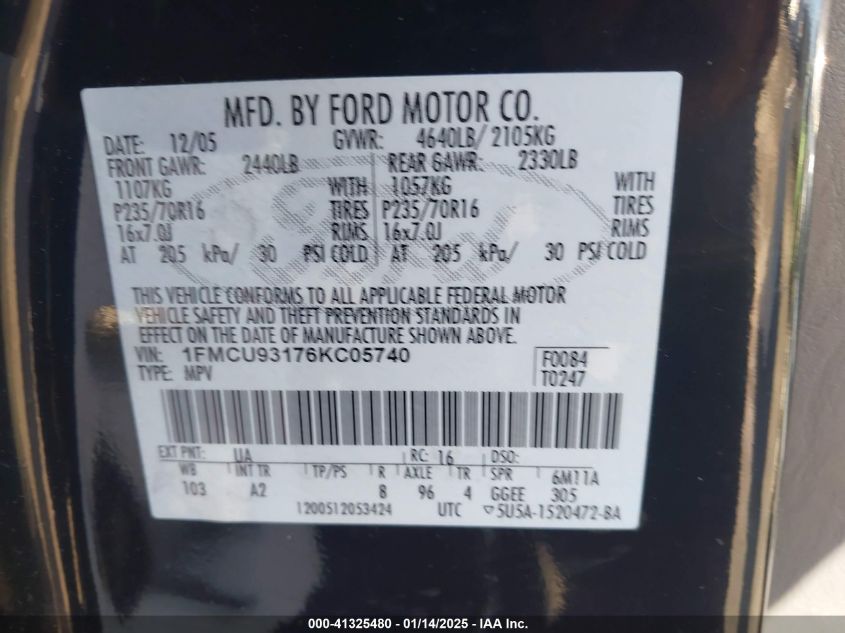 MFD. BY FORD MOTOR CO.
DATE: 12/05 GVWR: 4640LB/ 2105KG
FRONT GAWR: 2440LB REAR GAWR: 2330LB
1107KG WITH 1057KG WITH
P235/70R16 TIRES P235/70R16 TIRES
16x7.0J RIMS 16x7.0J RIMS
AT 205 kPa/ 30 PSI COLD AT 205 kPa/ 30 PSI COLD
THIS VEHICLE CONFORMS TO ALL APPLICABLE FEDERAL MOTOR
VEHICLE SAFETY AND THEFT PREVENTION STANDARDS IN
EFFECT ON THE DATE OF MANUFACTURE SHOWN ABOVE.
VIN: 1FMCU93176KC05740 F0084
TYPE: MPV T0247
EXT PNT: UA RC: 16 DSO:
WB INT TR TP/PS R AXLE TR SPR 6M11A
103 A2 8 96 4 GGEE 305
1200512053424 UTC ▽5U5A-1520472-BA
000-41325480 - 01/14/2025 - IAA Inc.